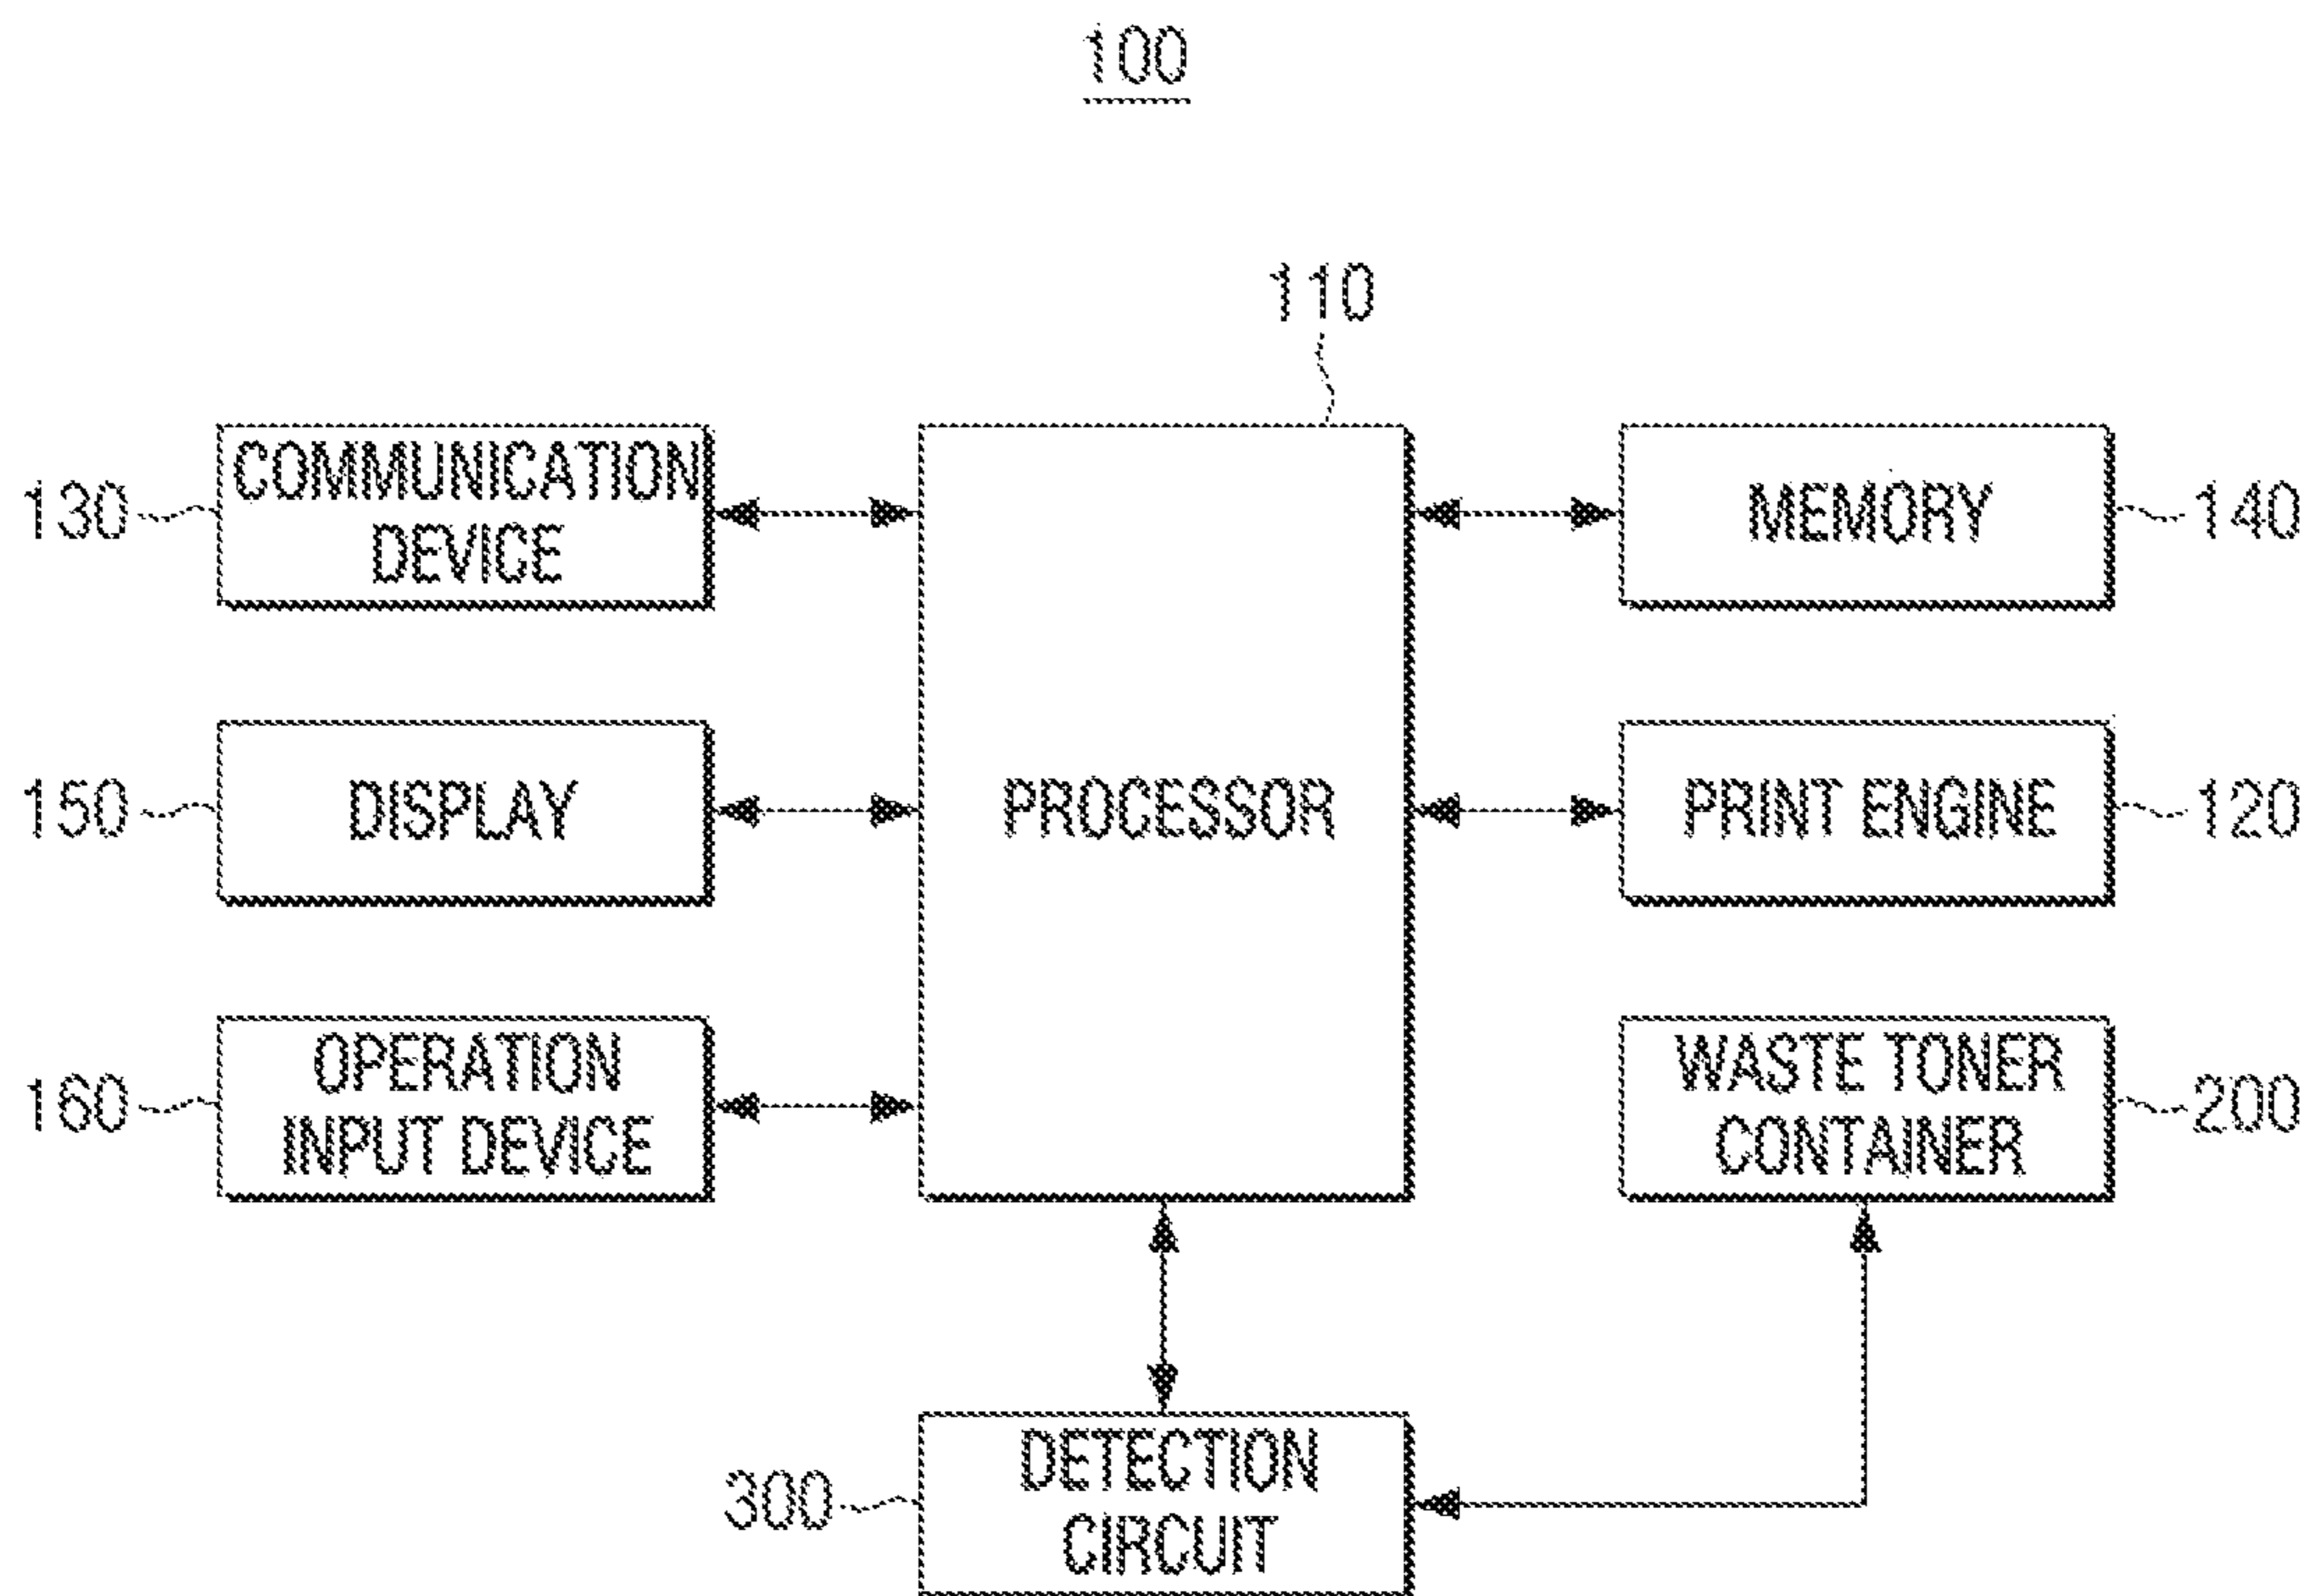 100
110
COMMUNICATION
DEVICE
130
MEMORY
140
150
DISPLAY
PROCESSOR
PRINT ENGINE
120
160
OPERATION
INPUT DEVICE
WASTE TONER
CONTAINER
200
300
DETECTION
CIRCUIT